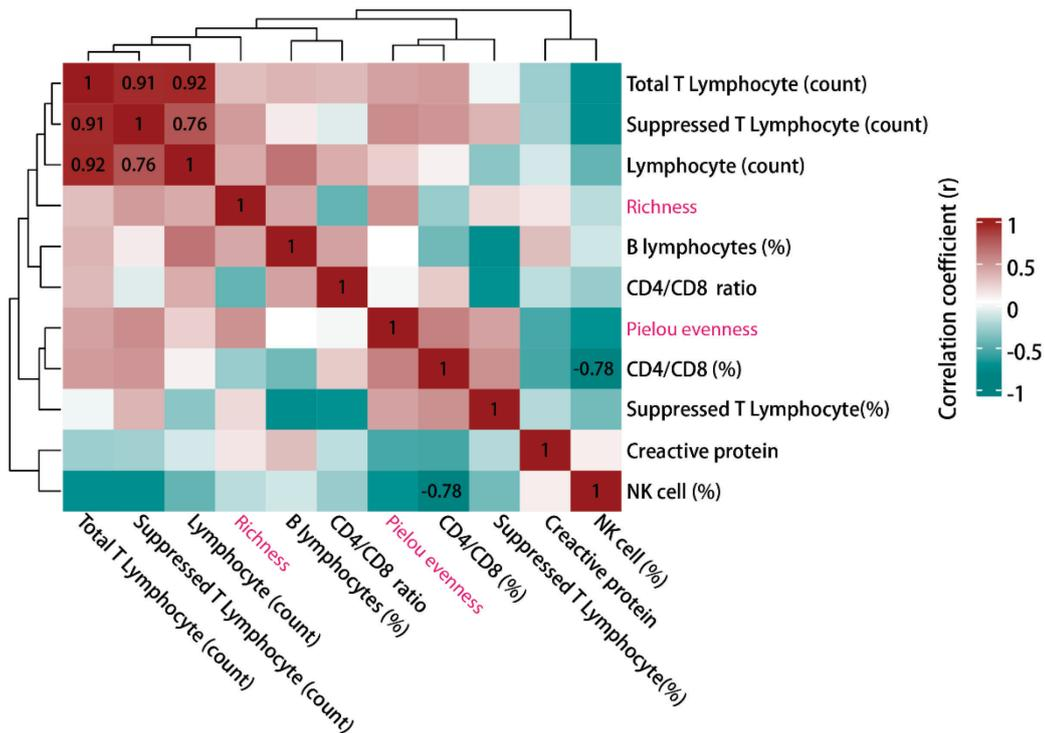 1 0.91 0.92 Total T Lymphocyte (count)
0.91 1 0.76 Suppressed T Lymphocyte (count)
0.92 0.76 1 Lymphocyte (count)
1 Richness
1 B lymphocytes (%)
1 CD4/CD8 ratio
1 Pielou evenness
1 -0.78 CD4/CD8 (%)
1 Suppressed T Lymphocyte(%)
1 Creactive protein
-0.78 1 NK cell (%)
Total T Lymphocyte (count)
Suppressed T Lymphocyte (count)
Lymphocyte (count)
Richness
B lymphocytes (%)
CD4/CD8 ratio
Pielou evenness
CD4/CD8 (%)
Suppressed T Lymphocyte(%)
Creactive protein
NK cell (%)
Correlation coefficient (r)
1
0.5
0
-0.5
-1